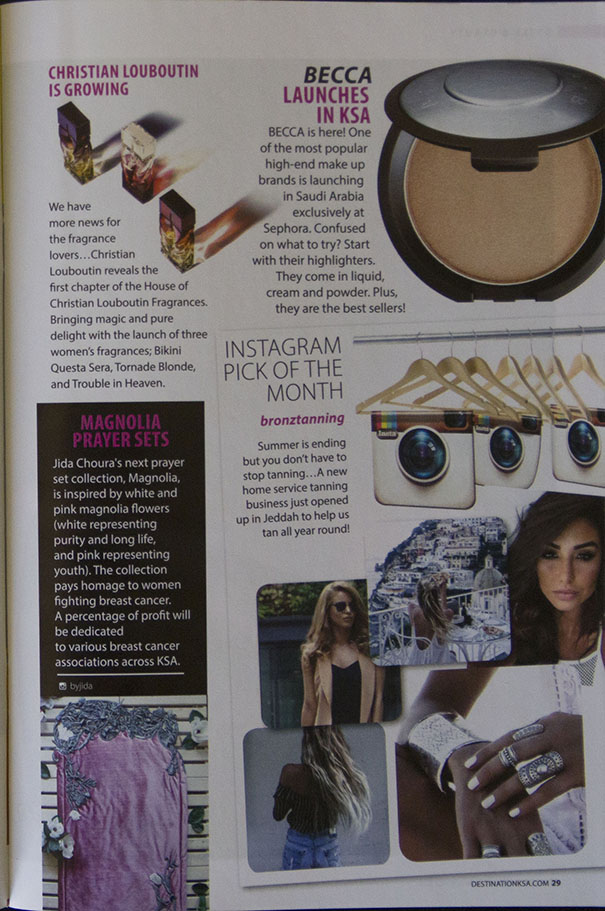 CHRISTIAN LOUBOUTIN
IS GROWING
We have
more news for
the fragrance
lovers…Christian
Louboutin reveals the
first chapter of the House of
Christian Louboutin Fragrances.
Bringing magic and pure
delight with the launch of three
women's fragrances; Bikini
Questa Sera, Tornade Blonde,
and Trouble in Heaven.
BECCA
LAUNCHES
IN KSA
BECCA is here! One
of the most popular
high-end make up
brands is launching
in Saudi Arabia
exclusively at
Sephora. Confused
on what to try? Start
with their highlighters.
They come in liquid,
cream and powder. Plus,
they are the best sellers!
MAGNOLIA
PRAYER SETS
Jida Choura's next prayer
set collection, Magnolia,
is inspired by white and
pink magnolia flowers
(white representing
purity and long life,
and pink representing
youth). The collection
pays homage to women
fighting breast cancer.
A percentage of profit will
be dedicated
to various breast cancer
associations across KSA.
byjida
INSTAGRAM
PICK OF THE
MONTH
bronztanning
Summer is ending
but you don't have to
stop tanning…A new
home service tanning
business just opened
up in Jeddah to help us
tan all year round!
DESTINATIONKSA.COM 29